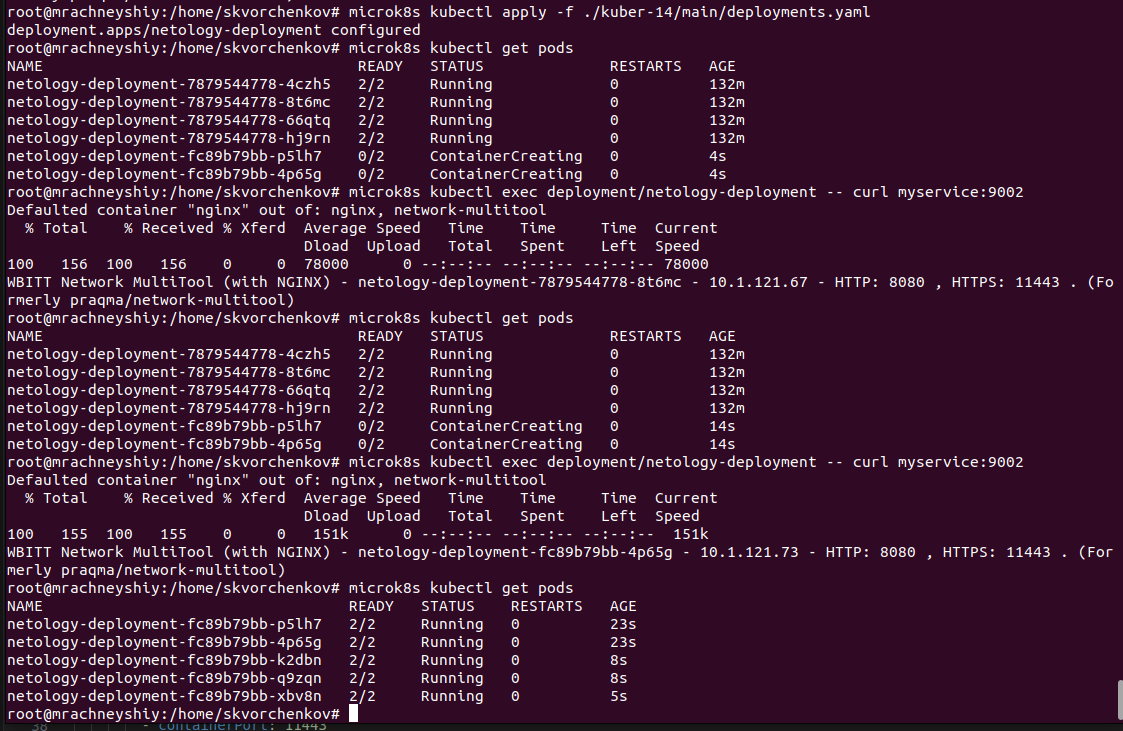 root@mrachneyshiy:/home/skvorchenkov# microk8s kubectl apply -f ./kuber-14/main/deployments.yaml
deployment.apps/netology-deployment configured
root@mrachneyshiy:/home/skvorchenkov# microk8s kubectl get pods
NAME                                   READY   STATUS              RESTARTS   AGE
netology-deployment-7879544778-4czh5   2/2     Running             0          132m
netology-deployment-7879544778-8t6mc   2/2     Running             0          132m
netology-deployment-7879544778-66qtq   2/2     Running             0          132m
netology-deployment-7879544778-hj9rn   2/2     Running             0          132m
netology-deployment-fc89b79bb-p5lh7    0/2     ContainerCreating   0          4s
netology-deployment-fc89b79bb-4p65g    0/2     ContainerCreating   0          4s
root@mrachneyshiy:/home/skvorchenkov# microk8s kubectl exec deployment/netology-deployment -- curl myservice:9002
Defaulted container "nginx" out of: nginx, network-multitool
  % Total    % Received % Xferd  Average Speed   Time    Time     Time  Current
                                 Dload  Upload   Total   Spent    Left  Speed
100   156  100   156    0     0  78000      0 --:--:-- --:--:-- --:--:-- 78000
WBITT Network MultiTool (with NGINX) - netology-deployment-7879544778-8t6mc - 10.1.121.67 - HTTP: 8080 , HTTPS: 11443 . (Fo
rmerly praqma/network-multitool)
root@mrachneyshiy:/home/skvorchenkov# microk8s kubectl get pods
NAME                                   READY   STATUS              RESTARTS   AGE
netology-deployment-7879544778-4czh5   2/2     Running             0          132m
netology-deployment-7879544778-8t6mc   2/2     Running             0          132m
netology-deployment-7879544778-66qtq   2/2     Running             0          132m
netology-deployment-7879544778-hj9rn   2/2     Running             0          132m
netology-deployment-fc89b79bb-p5lh7    0/2     ContainerCreating   0          14s
netology-deployment-fc89b79bb-4p65g    0/2     ContainerCreating   0          14s
root@mrachneyshiy:/home/skvorchenkov# microk8s kubectl exec deployment/netology-deployment -- curl myservice:9002
Defaulted container "nginx" out of: nginx, network-multitool
  % Total    % Received % Xferd  Average Speed   Time    Time     Time  Current
                                 Dload  Upload   Total   Spent    Left  Speed
100   155  100   155    0     0   151k      0 --:--:-- --:--:-- --:--:--  151k
WBITT Network MultiTool (with NGINX) - netology-deployment-fc89b79bb-4p65g - 10.1.121.73 - HTTP: 8080 , HTTPS: 11443 . (For
merly praqma/network-multitool)
root@mrachneyshiy:/home/skvorchenkov# microk8s kubectl get pods
NAME                                  READY   STATUS    RESTARTS   AGE
netology-deployment-fc89b79bb-p5lh7   2/2     Running   0          23s
netology-deployment-fc89b79bb-4p65g   2/2     Running   0          23s
netology-deployment-fc89b79bb-k2dbn   2/2     Running   0          8s
netology-deployment-fc89b79bb-q9zqn   2/2     Running   0          8s
netology-deployment-fc89b79bb-xbv8n   2/2     Running   0          5s
root@mrachneyshiy:/home/skvorchenkov#
38 - containerPort: 11443